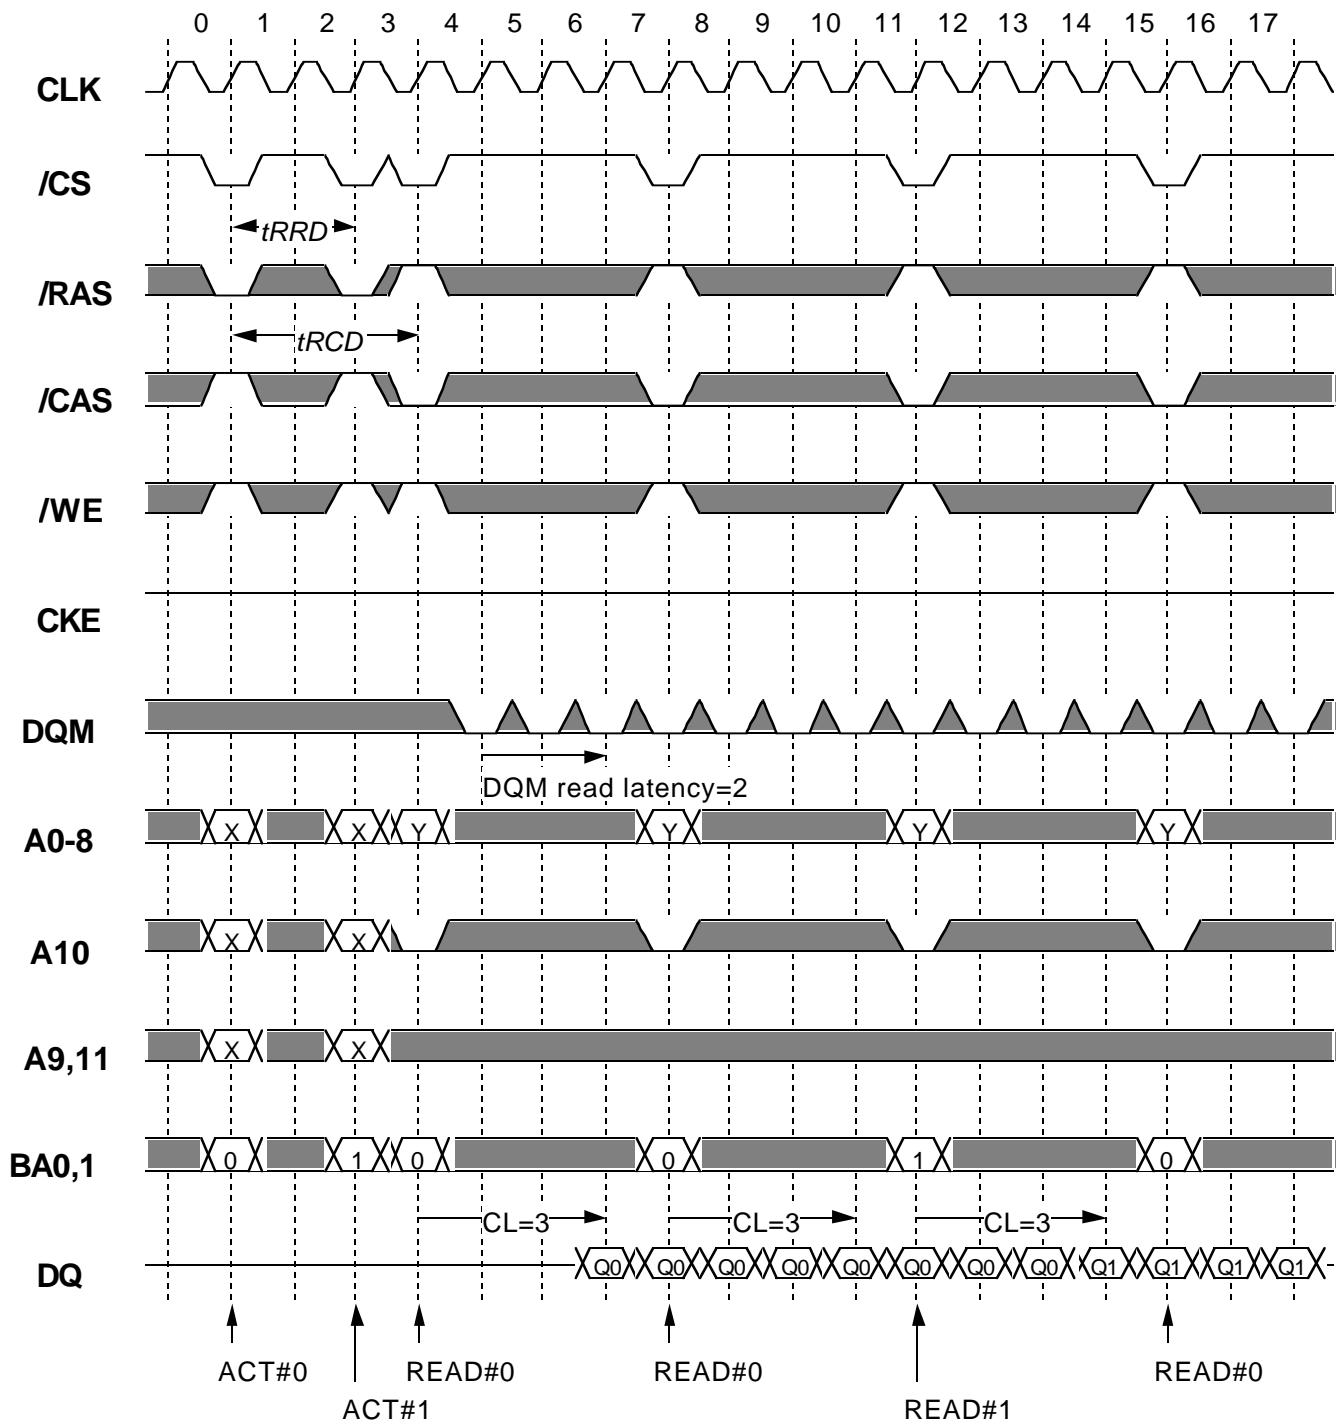 0 1 2 3 4 5 6 7 8 9 10 11 12 13 14 15 16 17
CLK
/CS
tRRD
/RAS
tRCD
/CAS
/WE
CKE
DQM
DQM read latency=2
A0-8 X X Y Y Y Y
A10 X X
A9,11 X X
BA0,1 0 1 0 0 1 0
CL=3 CL=3 CL=3
DQ Q0 Q0 Q0 Q0 Q0 Q0 Q0 Q0 Q1 Q1 Q1 Q1
ACT#0 READ#0 READ#0 READ#0
ACT#1 READ#1